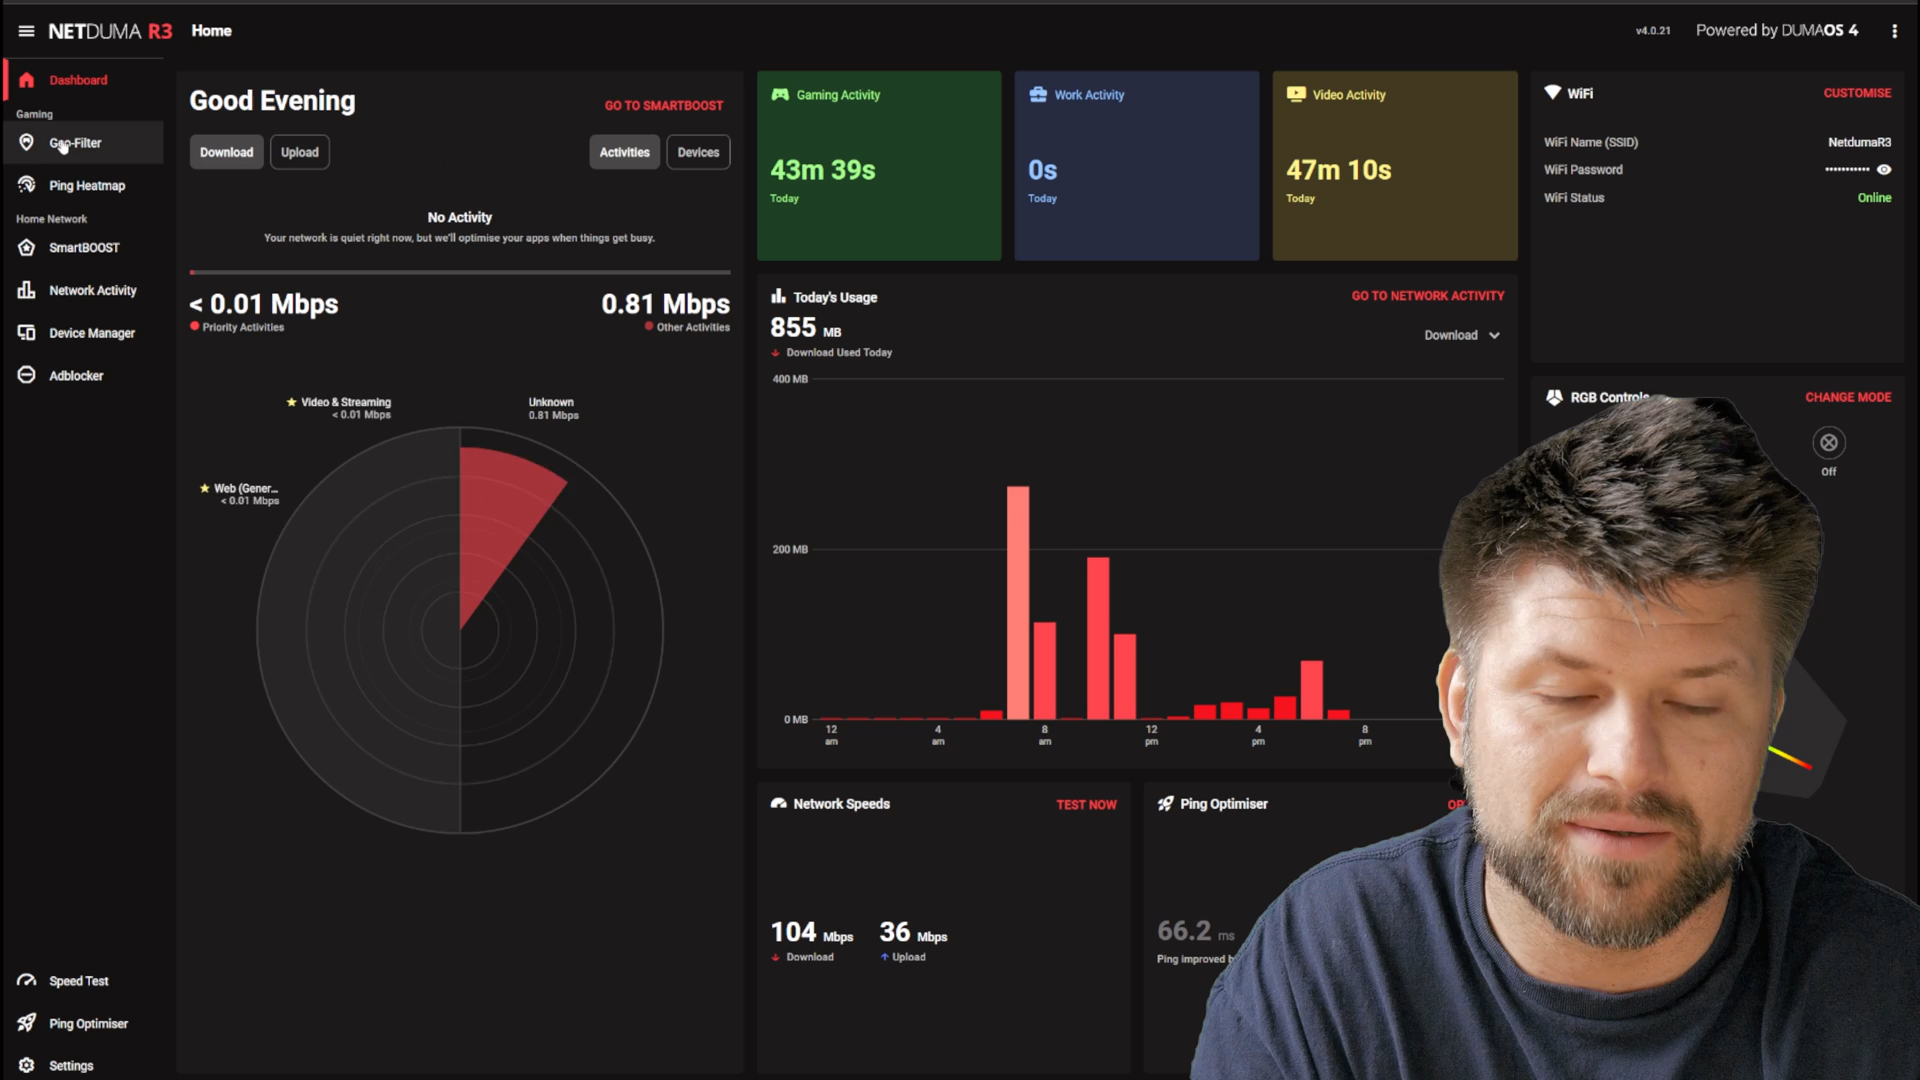 NETDUMA R3
Home
v4.0.21
Powered by DUMAOS 4
Dashboard
Gaming
Geo-Filter
Ping Heatmap
Home Network
SmartBOOST
Network Activity
Device Manager
Adblocker
Speed Test
Ping Optimiser
Settings
Good Evening
GO TO SMARTBOOST
Download
Upload
Activities
Devices
No Activity
Your network is quiet right now, but we'll optimise your apps when things get busy.
< 0.01 Mbps
0.81 Mbps
Priority Activities
Other Activities
Video & Streaming
< 0.01 Mbps
Unknown
0.81 Mbps
Web (Gener...
< 0.01 Mbps
Gaming Activity
43m 39s
Today
Work Activity
0s
Today
Video Activity
47m 10s
Today
Today's Usage
GO TO NETWORK ACTIVITY
855 MB
Download
Download Used Today
400 MB
200 MB
0 MB
12 am
4 am
8 am
12 pm
4 pm
8 pm
Network Speeds
TEST NOW
104 Mbps
36 Mbps
Download
Upload
Ping Optimiser
OP
66.2 ms
Ping improved b
WiFi
CUSTOMISE
WiFi Name (SSID)
NetdumaR3
WiFi Password
•••••••••••
WiFi Status
Online
RGB Controls
CHANGE MODE
Off